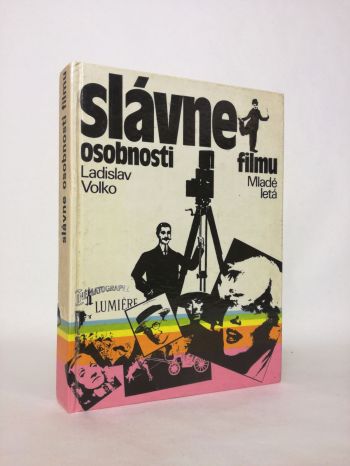 slávne osobnosti filmu
slávne
osobnosti filmu
Ladislav
Volko
Mladé
letá
LUMIÈRE